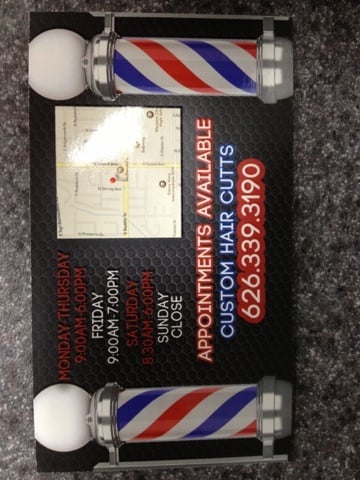 MONDAY-THURSDAY
9:00AM-6:00PM
FRIDAY
9:00AM-7:00PM
SATURDAY
8:30AM-6:00PM
SUNDAY
CLOSE
APPOINTMENTS AVAILABLE
CUSTOM HAIR CUTTS
626.339.3190